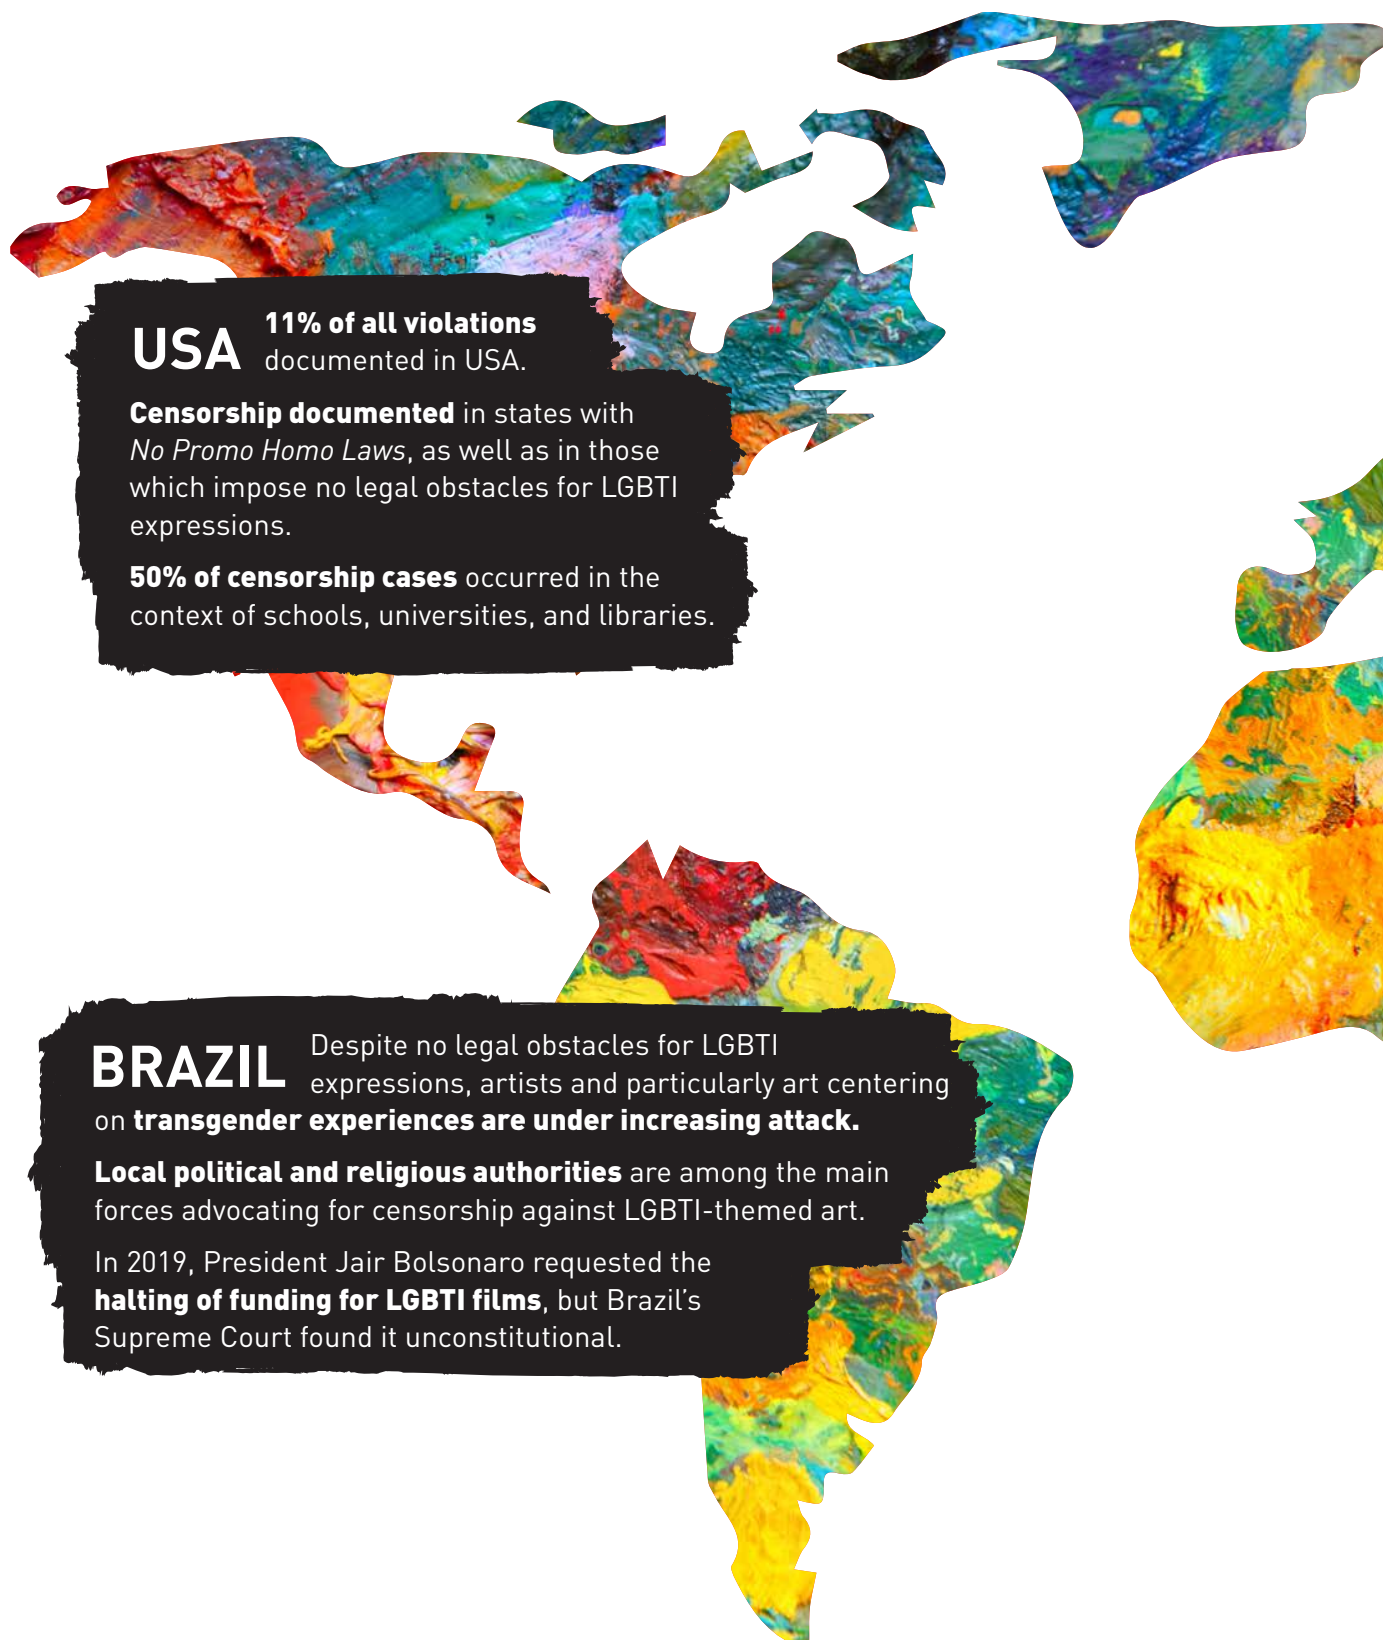 USA 11% of all violations
documented in USA.
Censorship documented in states with
No Promo Homo Laws, as well as in those
which impose no legal obstacles for LGBTI
expressions.
50% of censorship cases occurred in the
context of schools, universities, and libraries.
BRAZIL Despite no legal obstacles for LGBTI
expressions, artists and particularly art centering
on transgender experiences are under increasing attack.
Local political and religious authorities are among the main
forces advocating for censorship against LGBTI-themed art.
In 2019, President Jair Bolsonaro requested the
halting of funding for LGBTI films, but Brazil’s
Supreme Court found it unconstitutional.